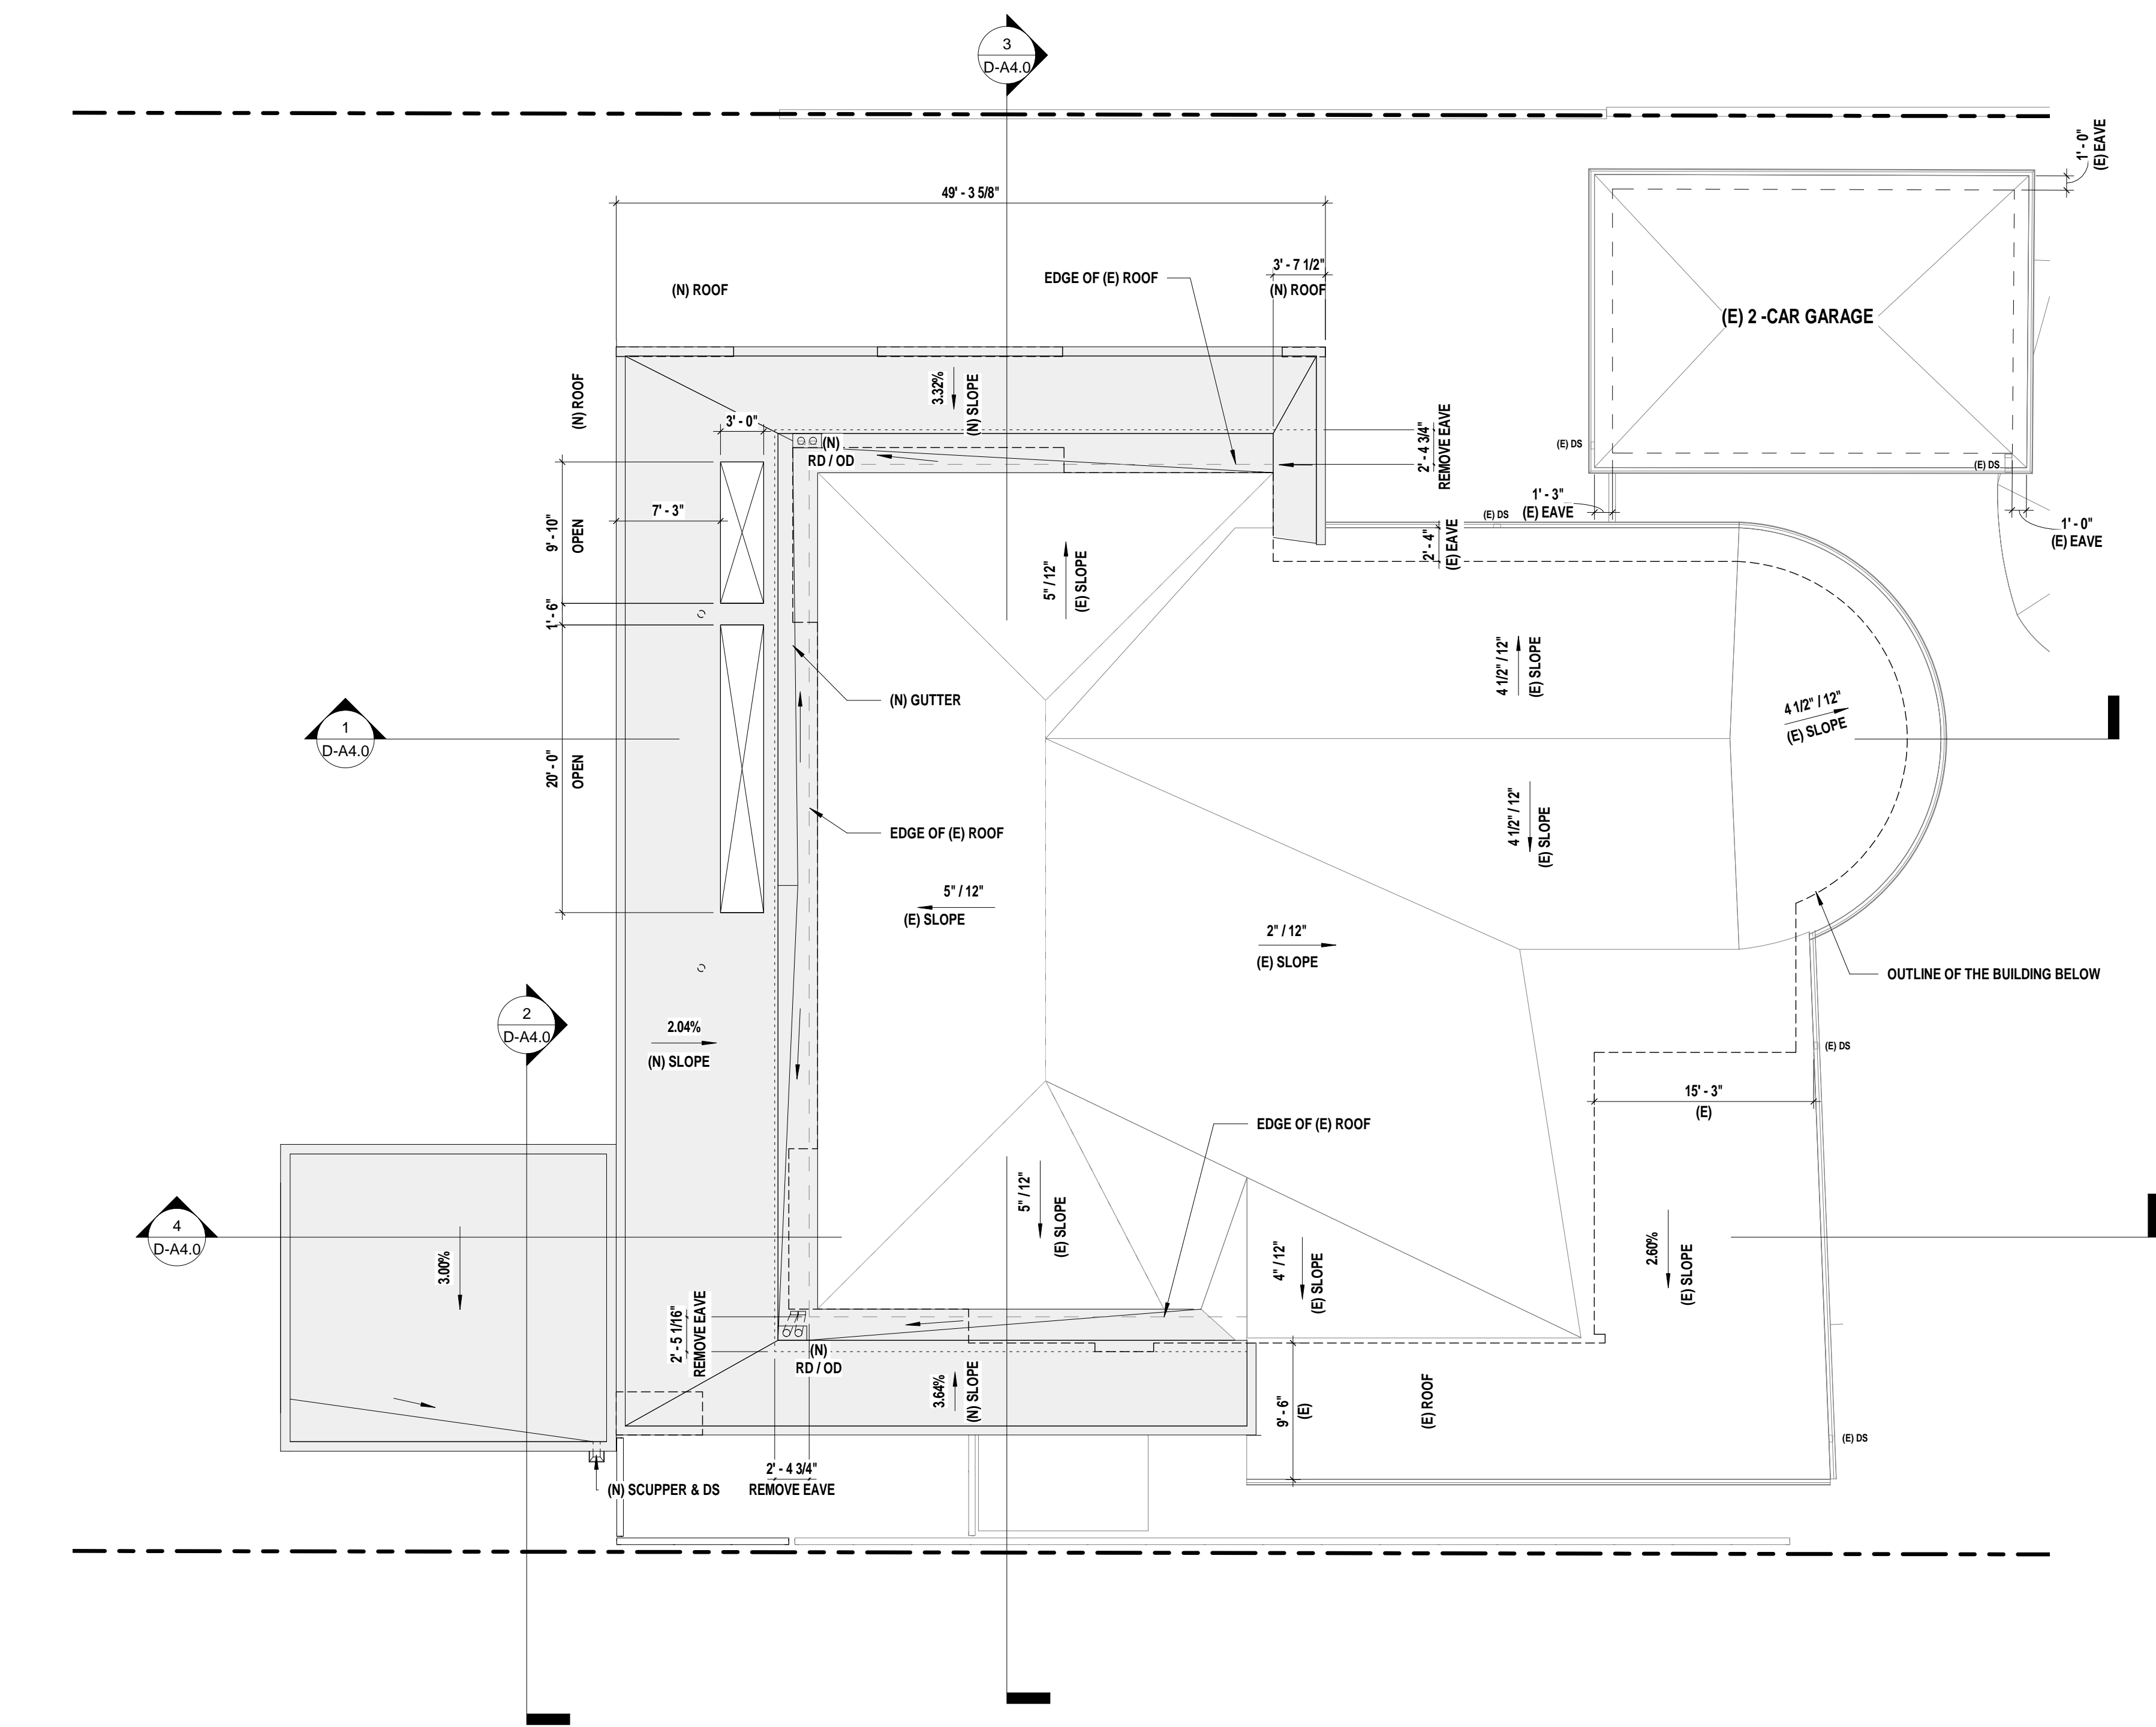 3
D-A4.0
1' - 0"
(E) EAVE
49' - 3 5/8"
3' - 7 1/2"
(N) ROOF
EDGE OF (E) ROOF
(N) ROOF
(E) 2 -CAR GARAGE
(N) ROOF
3.32%
(N) SLOPE
3' - 0"
(N)
RD / OD
2' - 4 3/4"
REMOVE EAVE
(E) DS
(E) DS
1' - 3"
(E) EAVE
(E) DS
1' - 0"
(E) EAVE
9' - 10"
OPEN
7' - 3"
2' - 4"
(E) EAVE
5" / 12"
(E) SLOPE
1' - 6"
4 1/2" / 12"
(E) SLOPE
4 1/2" / 12"
(E) SLOPE
(N) GUTTER
1
D-A4.0
20' - 0"
OPEN
EDGE OF (E) ROOF
4 1/2" / 12"
(E) SLOPE
5" / 12"
(E) SLOPE
2" / 12"
(E) SLOPE
OUTLINE OF THE BUILDING BELOW
2
D-A4.0
2.04%
(N) SLOPE
(E) DS
15' - 3"
(E)
EDGE OF (E) ROOF
5" / 12"
(E) SLOPE
4
D-A4.0
3.00%
4" / 12"
(E) SLOPE
2.60%
(E) SLOPE
2' - 5 1/16"
REMOVE EAVE
(N)
RD / OD
3.64%
(N) SLOPE
9' - 6"
(E)
(E) ROOF
(E) DS
2' - 4 3/4"
REMOVE EAVE
(N) SCUPPER & DS